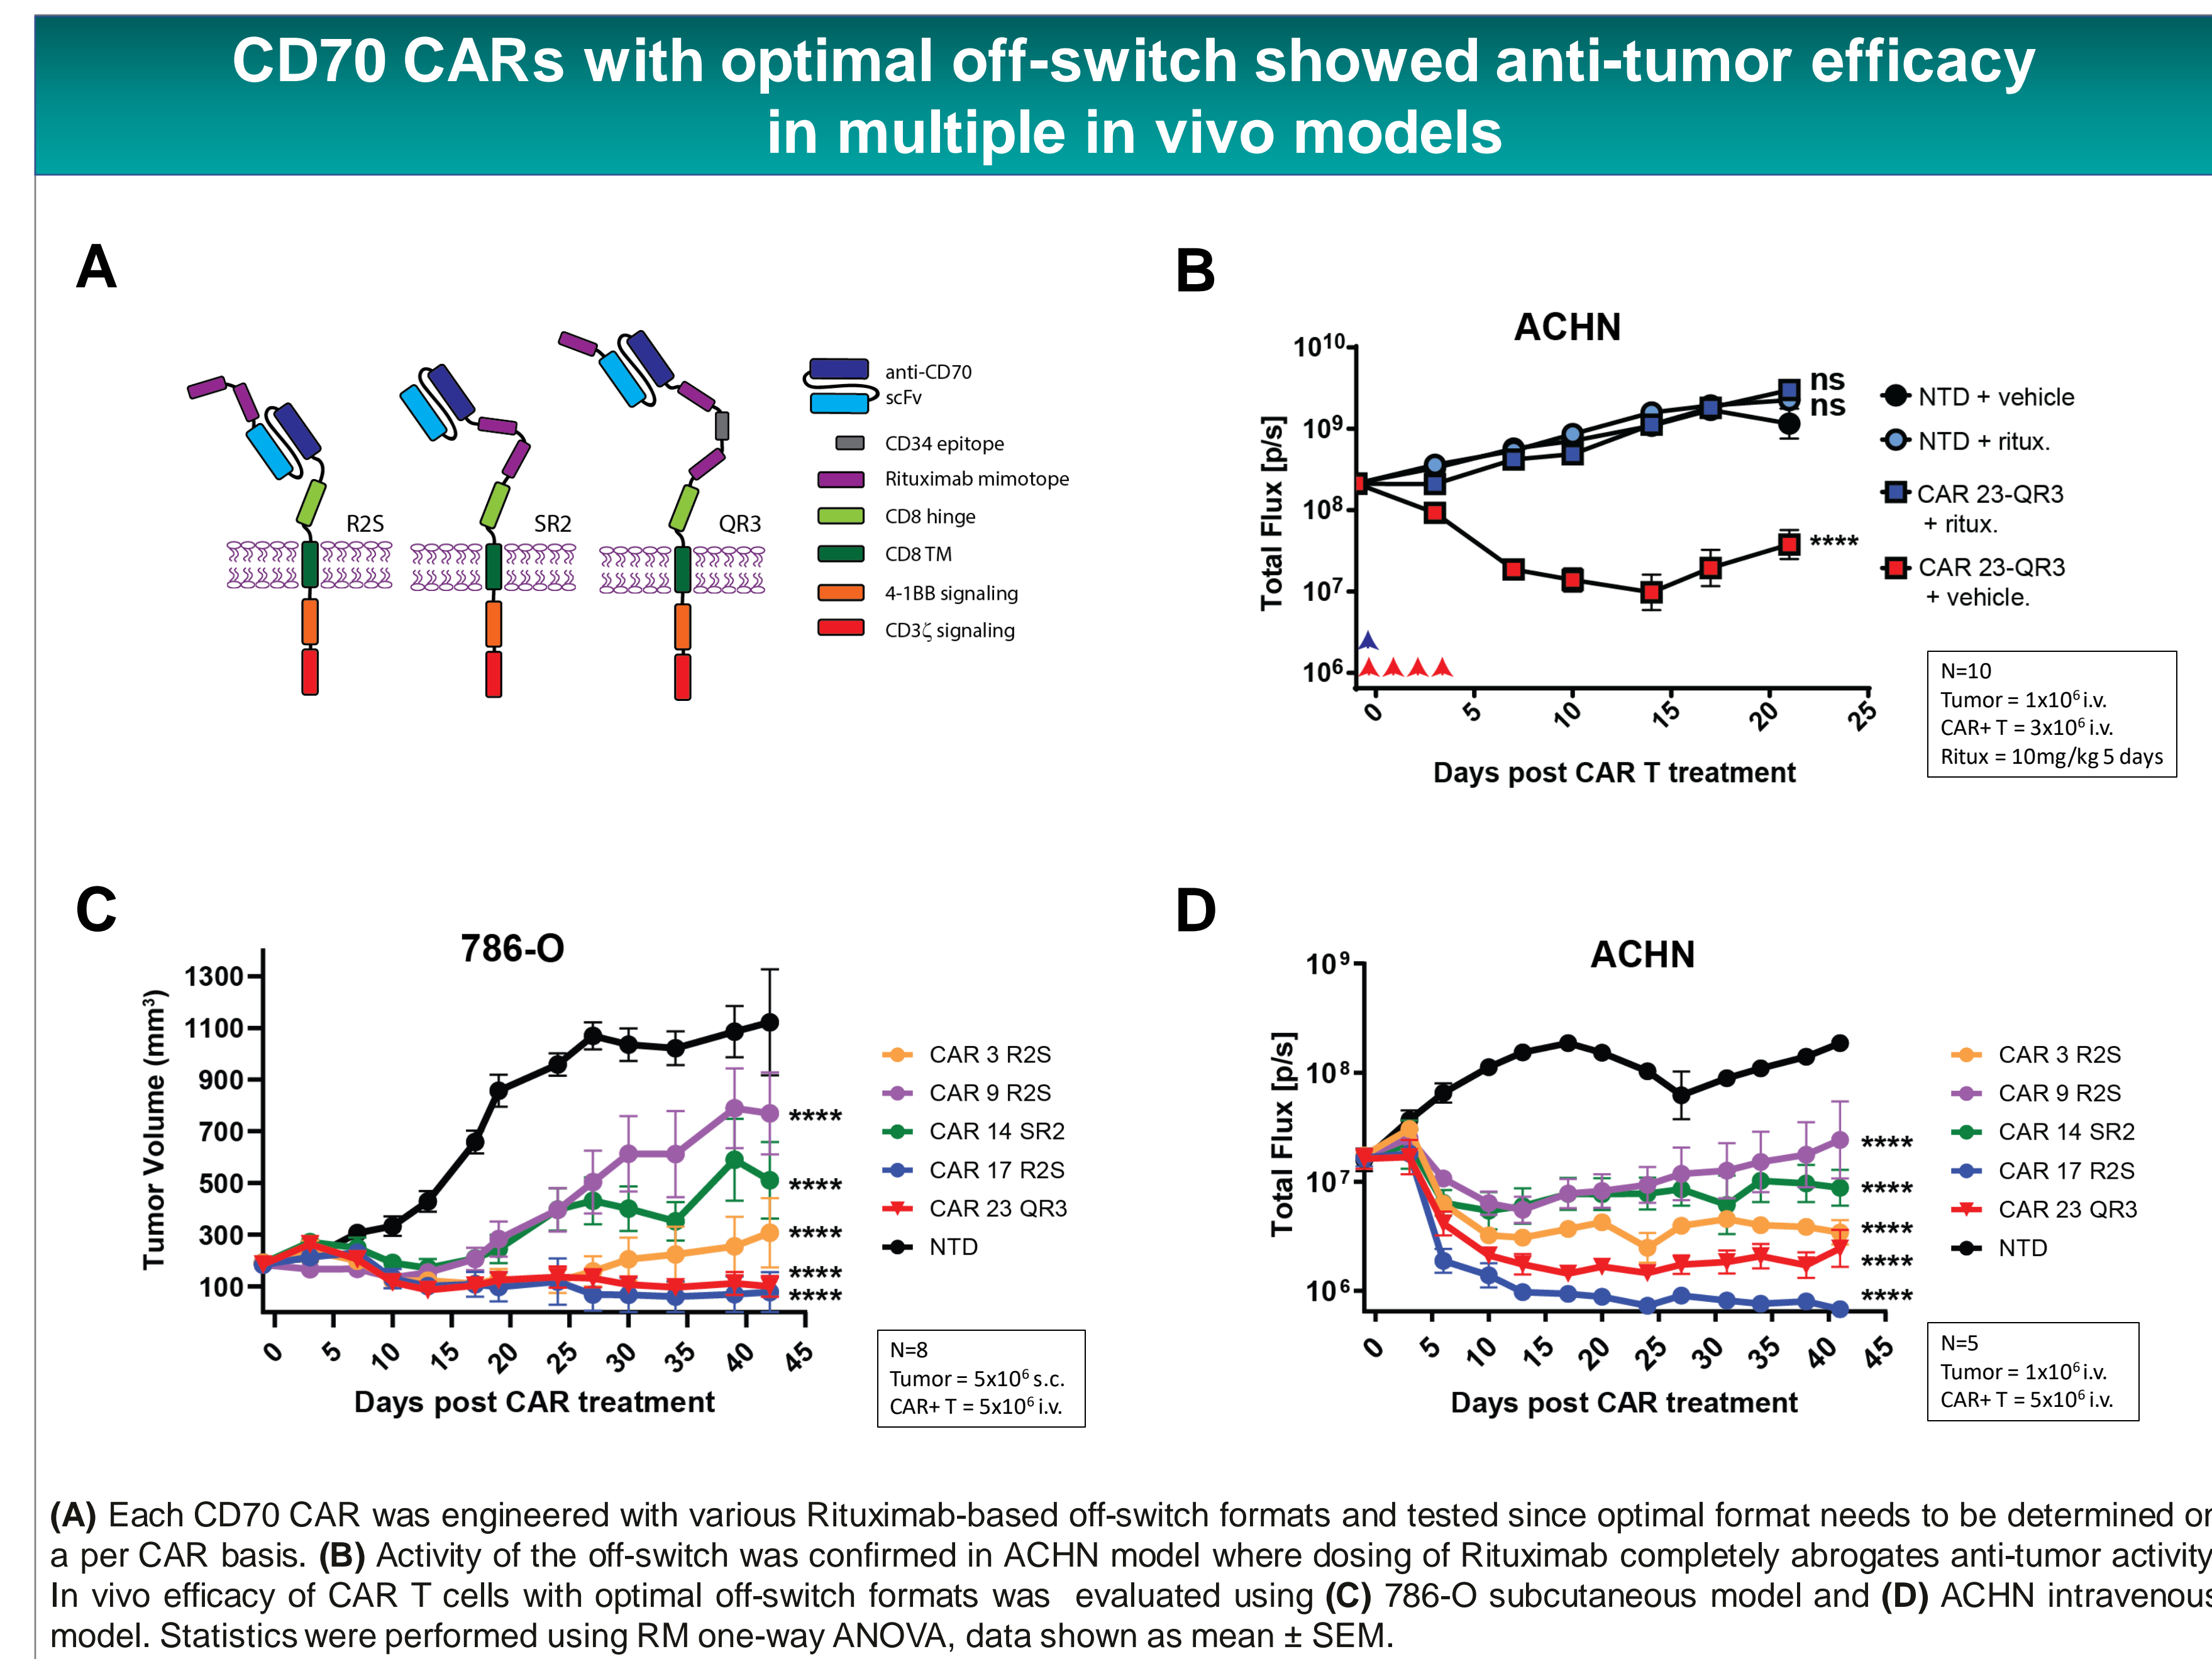 CD70 CARs with optimal off-switch showed anti-tumor efficacy
in multiple in vivo models
A
R2S
SR2
QR3
anti-CD70
scFv
CD34 epitope
Rituximab mimotope
CD8 hinge
CD8 TM
4-1BB signaling
CD3ζ signaling
B
ACHN
Total Flux [p/s]
10¹⁰
10⁹
10⁸
10⁷
10⁶
0 5 10 15 20 25
Days post CAR T treatment
ns
ns
****
NTD + vehicle
NTD + ritux.
CAR 23-QR3
+ ritux.
CAR 23-QR3
+ vehicle.
N=10
Tumor = 1x10⁶ i.v.
CAR+ T = 3x10⁶ i.v.
Ritux = 10mg/kg 5 days
C
786-O
Tumor Volume (mm³)
1300
1100
900
700
500
300
100
0 5 10 15 20 25 30 35 40 45
Days post CAR treatment
****
****
****
****
****
CAR 3 R2S
CAR 9 R2S
CAR 14 SR2
CAR 17 R2S
CAR 23 QR3
NTD
N=8
Tumor = 5x10⁶ s.c.
CAR+ T = 5x10⁶ i.v.
D
ACHN
Total Flux [p/s]
10⁹
10⁸
10⁷
10⁶
0 5 10 15 20 25 30 35 40 45
Days post CAR treatment
****
****
****
****
****
CAR 3 R2S
CAR 9 R2S
CAR 14 SR2
CAR 17 R2S
CAR 23 QR3
NTD
N=5
Tumor = 1x10⁶ i.v.
CAR+ T = 5x10⁶ i.v.
(A) Each CD70 CAR was engineered with various Rituximab-based off-switch formats and tested since optimal format needs to be determined on
a per CAR basis. (B) Activity of the off-switch was confirmed in ACHN model where dosing of Rituximab completely abrogates anti-tumor activity
In vivo efficacy of CAR T cells with optimal off-switch formats was evaluated using (C) 786-O subcutaneous model and (D) ACHN intravenous
model. Statistics were performed using RM one-way ANOVA, data shown as mean ± SEM.